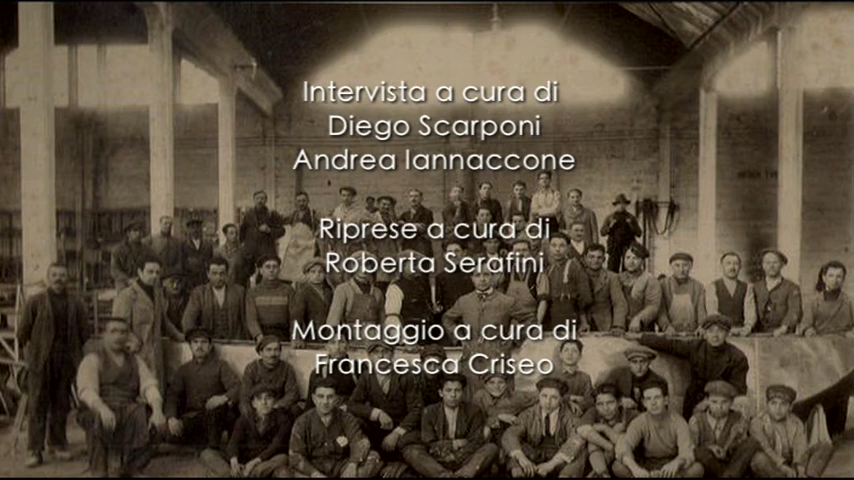 Intervista a cura di
Diego Scarponi
Andrea Iannaccone
Riprese a cura di
Roberta Serafini
Montaggio a cura di
Francesca Criseo